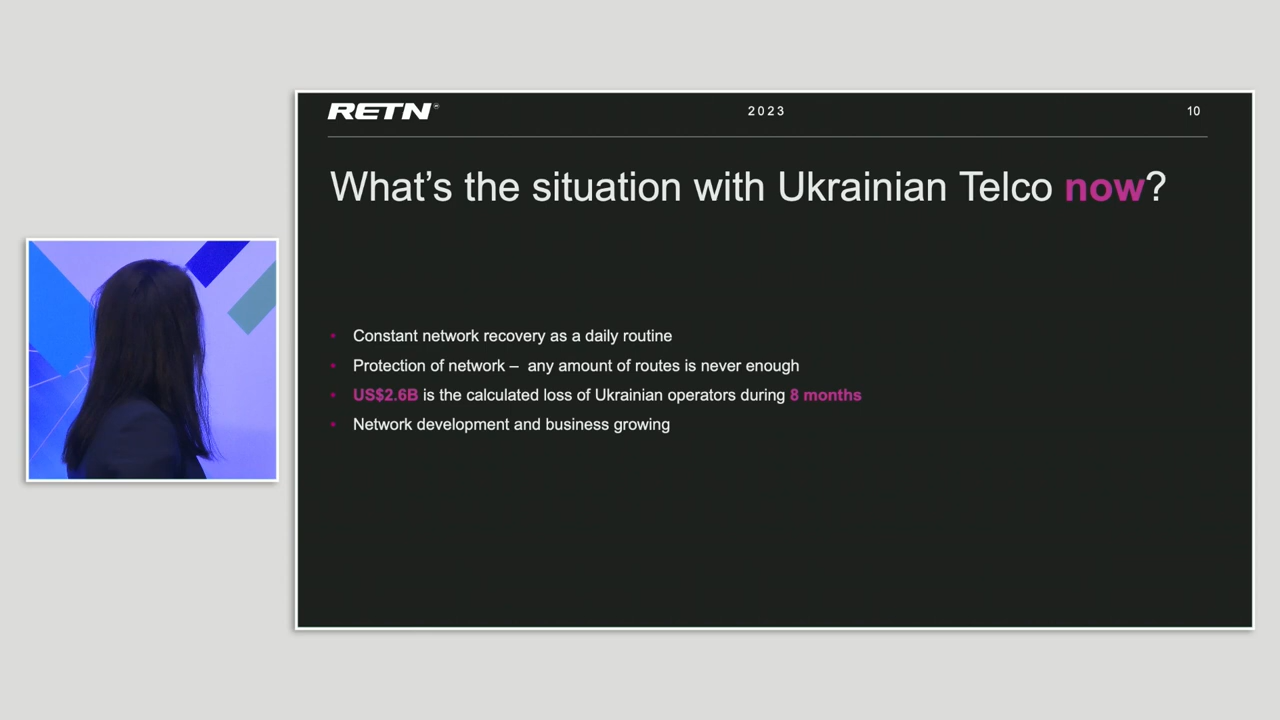 RETN
2023
10
What's the situation with Ukrainian Telco now?
• Constant network recovery as a daily routine
• Protection of network – any amount of routes is never enough
• US$2.6B is the calculated loss of Ukrainian operators during 8 months
• Network development and business growing